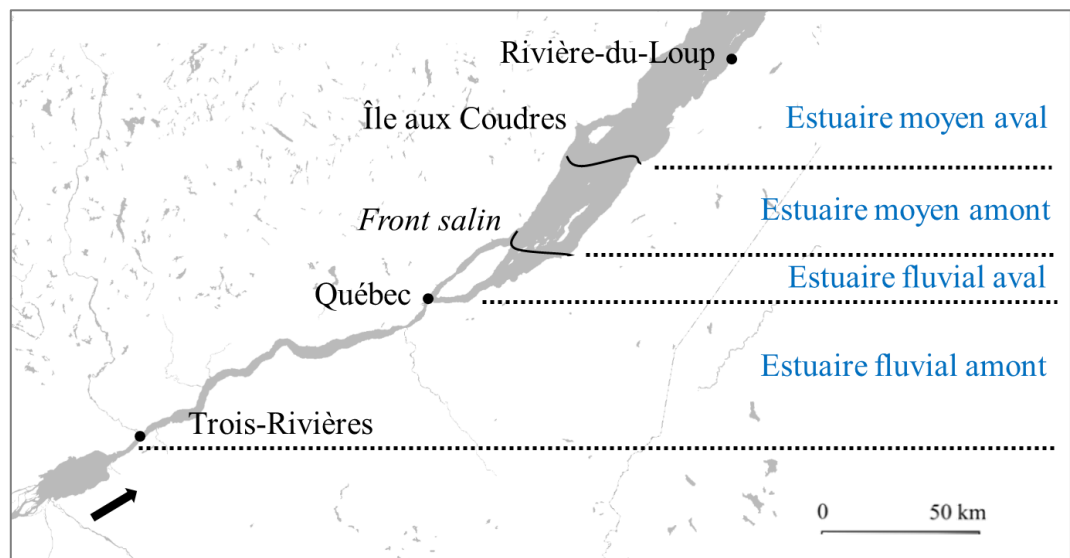 Rivière-du-Loup
Île aux Coudres
Estuaire moyen aval
Front salin
Estuaire moyen amont
Estuaire fluvial aval
Québec
Estuaire fluvial amont
Trois-Rivières
0 50 km